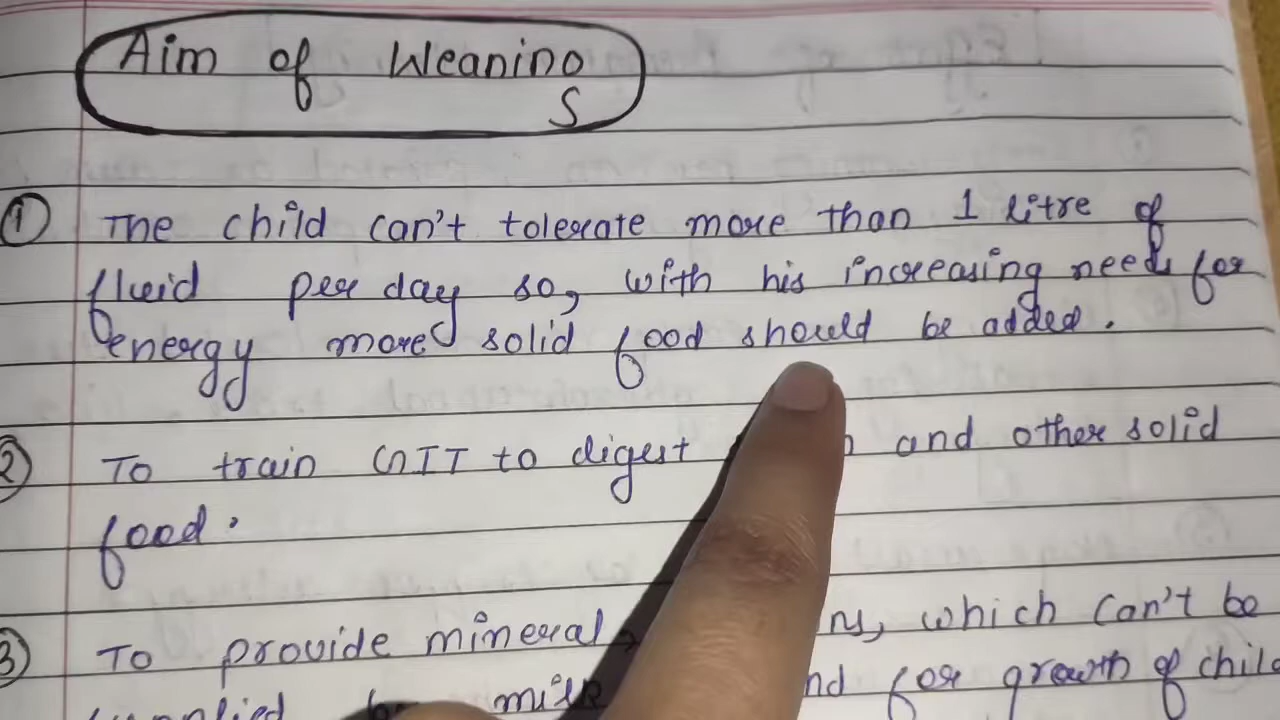 Aim of Weaning
① The child can't tolerate more than 1 litre of
fluid per day so, with his increasing needs for
energy more solid food should be added.
② To train GIT to digest and other solid
food.
③ To provide mineral, which can't be
milk for growth of child